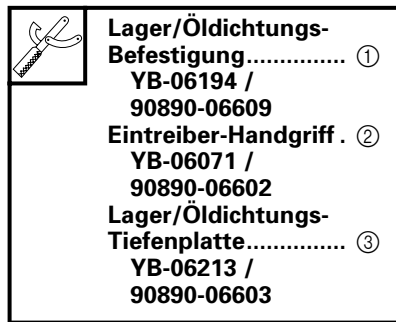 Lager/Öldichtungs-
Befestigung............... ①
YB-06194 /
90890-06609
Eintreiber-Handgriff . ②
YB-06071 /
90890-06602
Lager/Öldichtungs-
Tiefenplatte............... ③
YB-06213 /
90890-06603